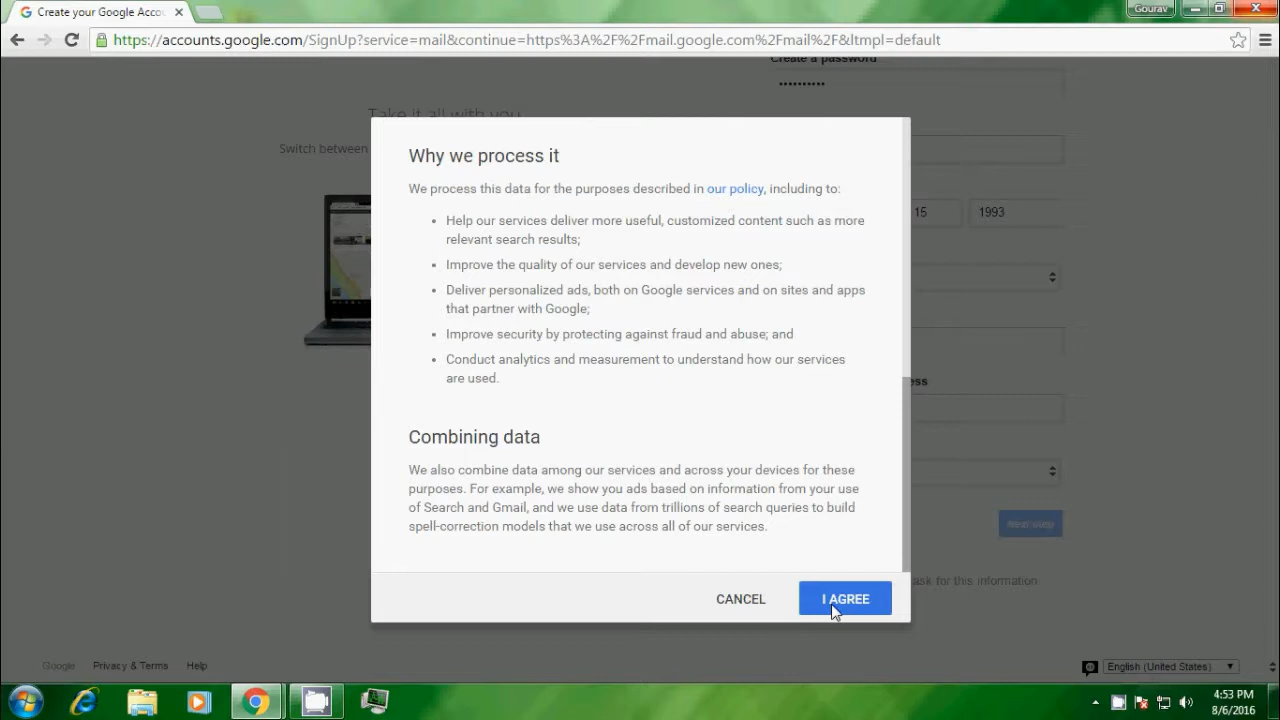 Create your Google Acco
Gourav
https://accounts.google.com/SignUp?service=mail&continue=https%3A%2F%2Fmail.google.com%2Fmail%2F&ltmpl=default
Create a password
••••••••••
Take it all with you
Switch between
15
1993
Why we process it
We process this data for the purposes described in our policy, including to:
• Help our services deliver more useful, customized content such as more
relevant search results;
• Improve the quality of our services and develop new ones;
• Deliver personalized ads, both on Google services and on sites and apps
that partner with Google;
• Improve security by protecting against fraud and abuse; and
• Conduct analytics and measurement to understand how our services
are used.
ess
Combining data
We also combine data among our services and across your devices for these
purposes. For example, we show you ads based on information from your use
of Search and Gmail, and we use data from trillions of search queries to build
spell-correction models that we use across all of our services.
Next step
ask for this information.
CANCEL
I AGREE
Google
Privacy & Terms
Help
English (United States)
4:53 PM
8/6/2016